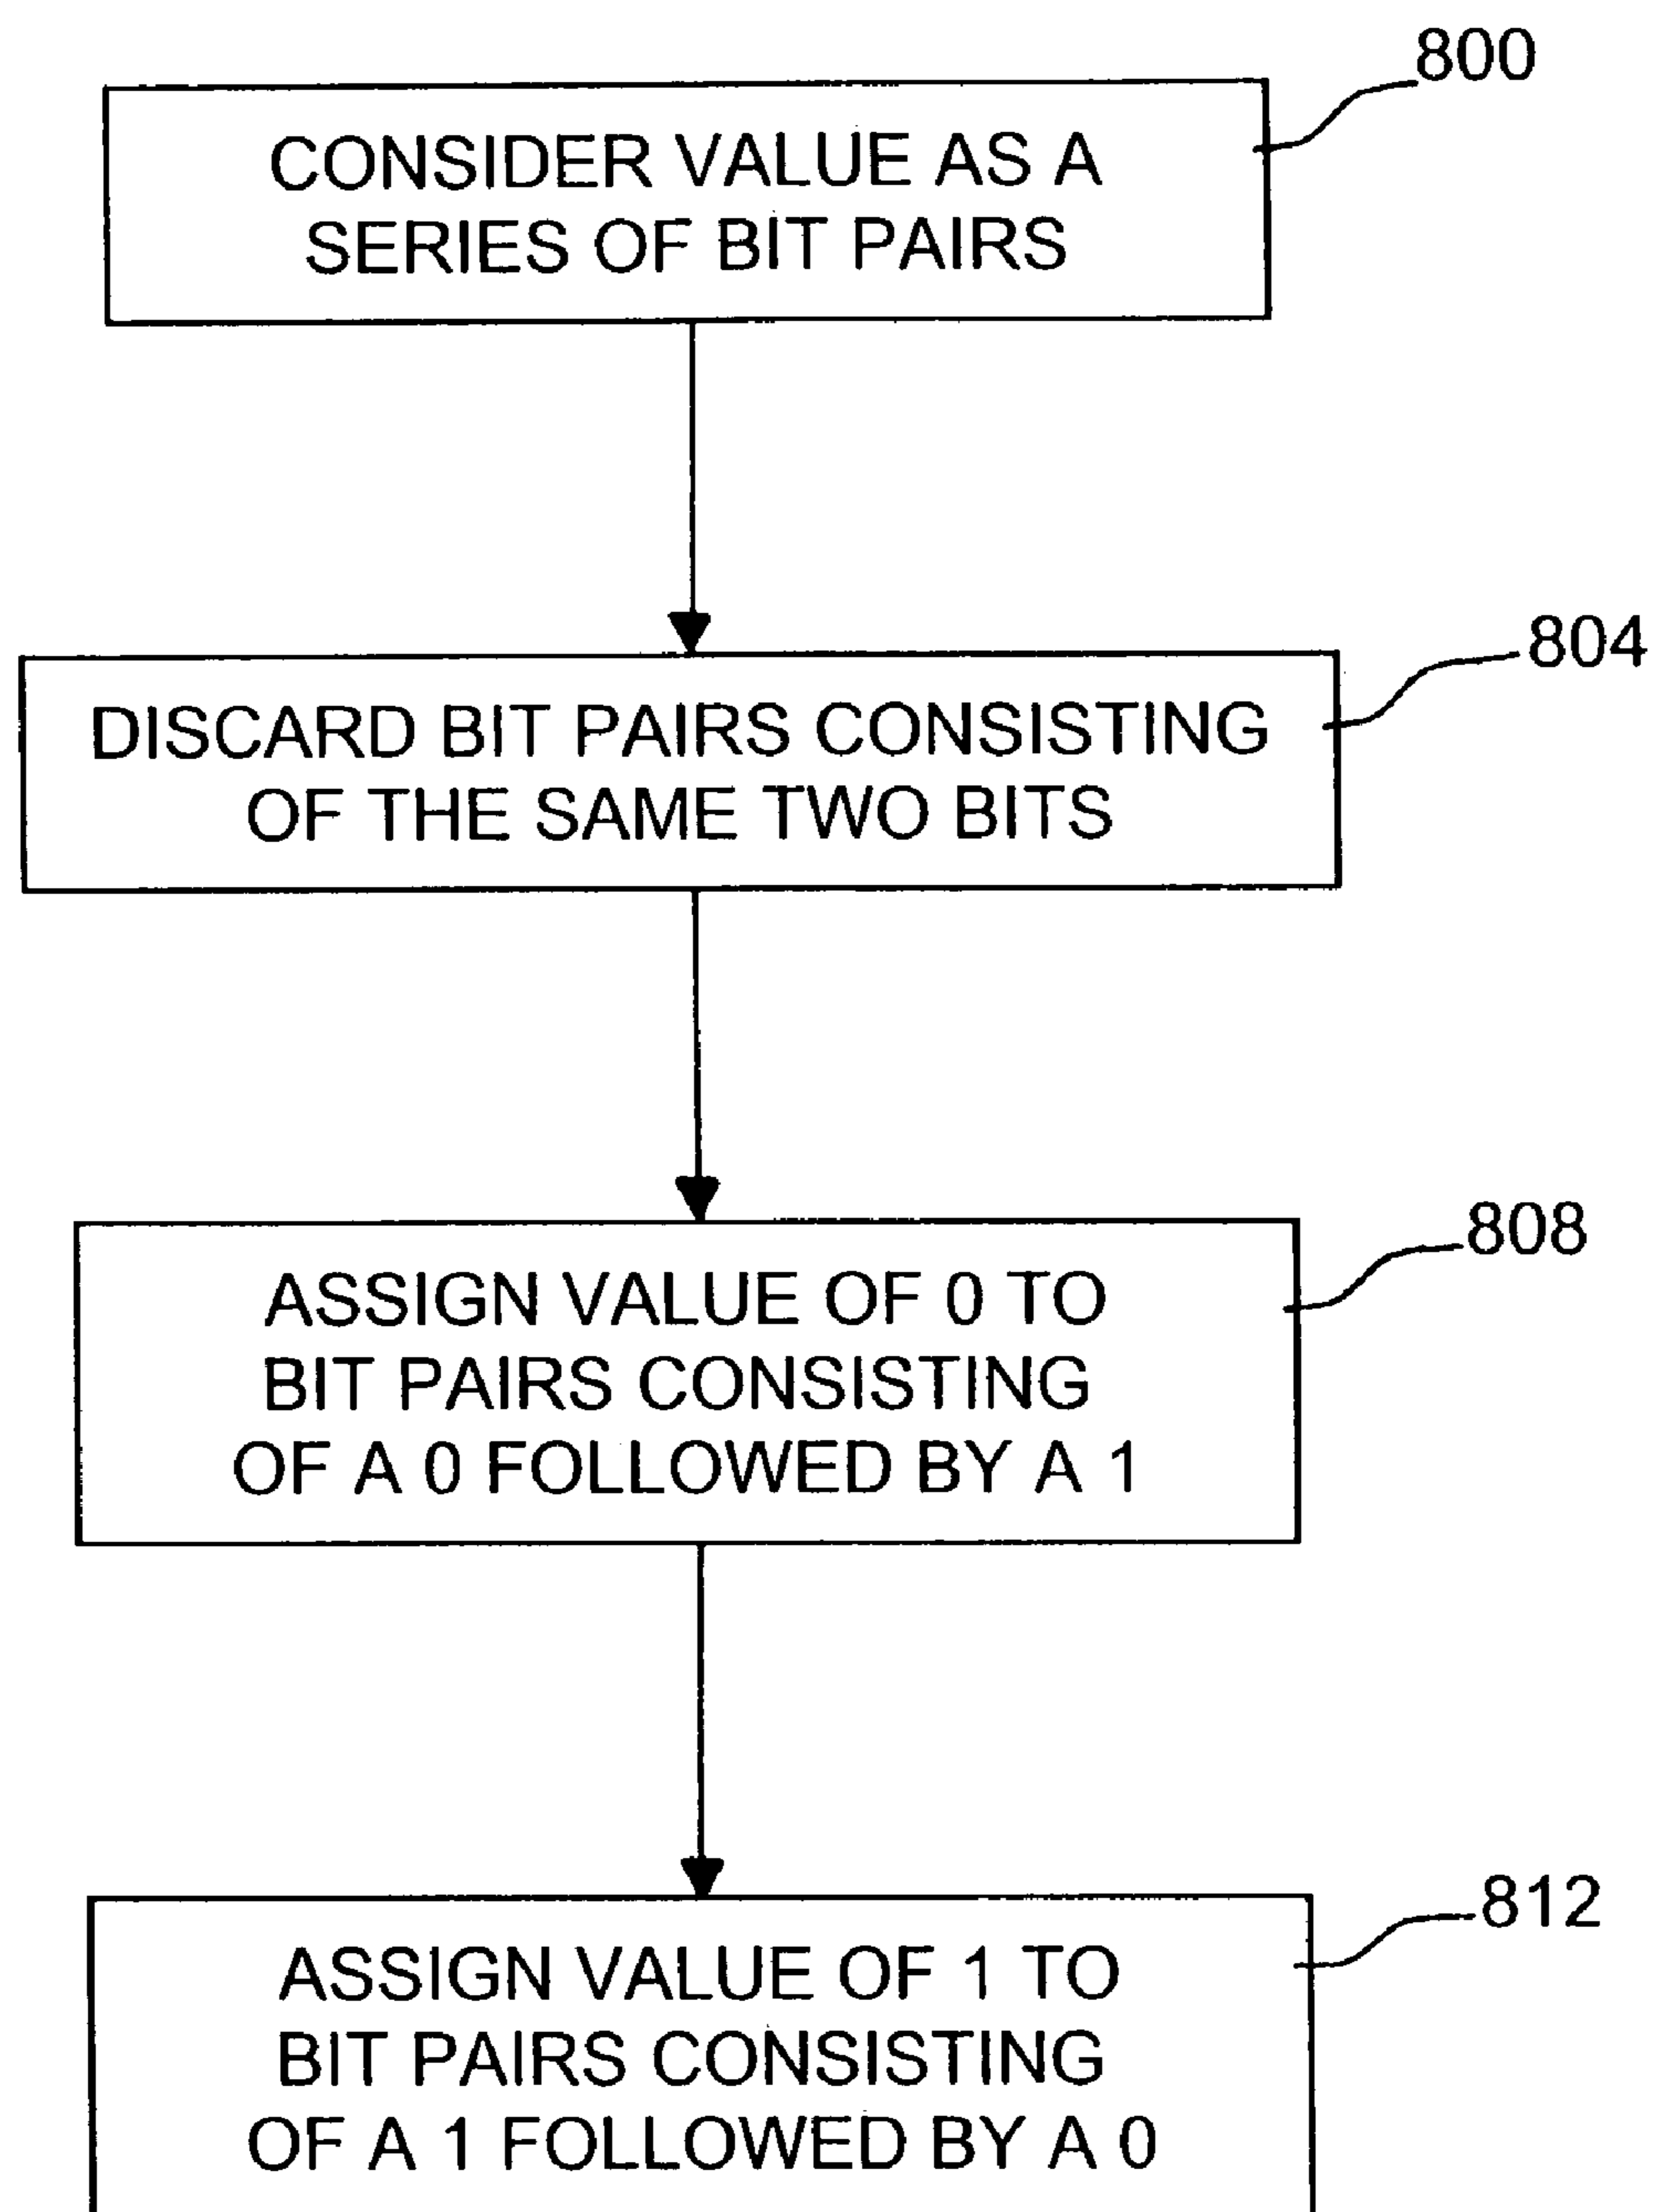 800
CONSIDER VALUE AS A
SERIES OF BIT PAIRS
804
DISCARD BIT PAIRS CONSISTING
OF THE SAME TWO BITS
808
ASSIGN VALUE OF 0 TO
BIT PAIRS CONSISTING
OF A 0 FOLLOWED BY A 1
812
ASSIGN VALUE OF 1 TO
BIT PAIRS CONSISTING
OF A 1 FOLLOWED BY A 0